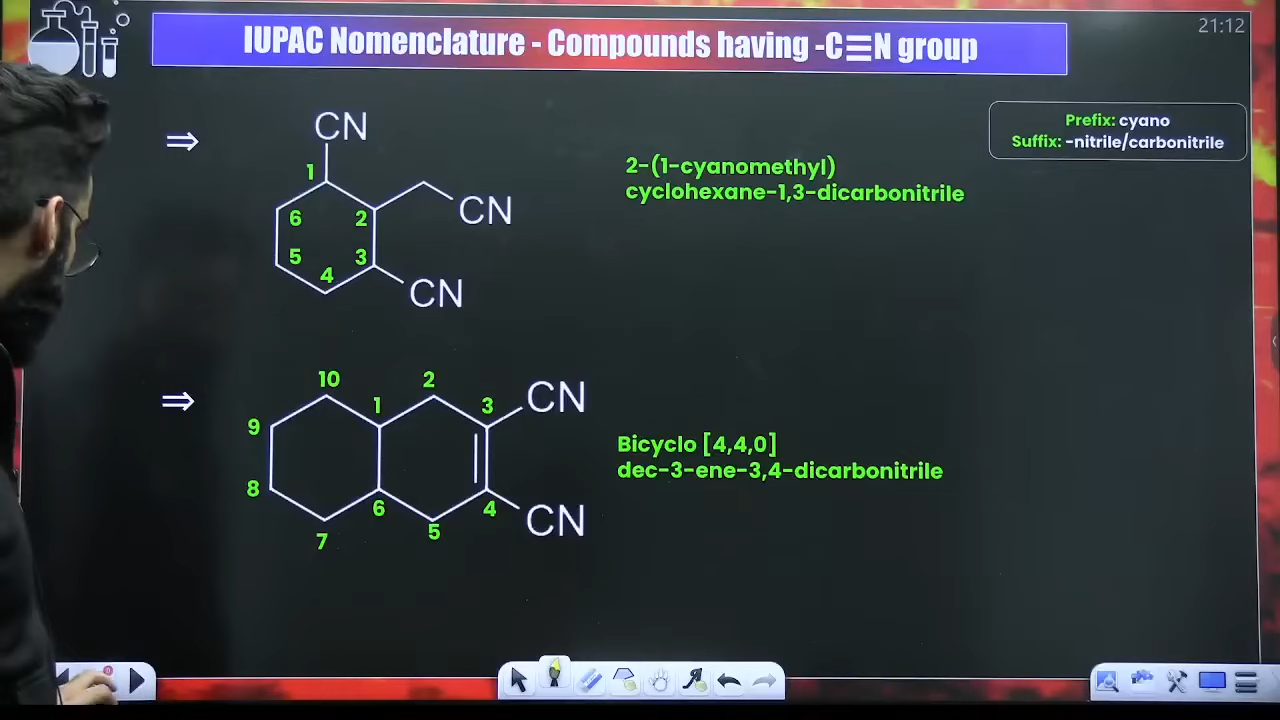 21:12
IUPAC Nomenclature - Compounds having -C≡N group
Prefix: cyano
Suffix: -nitrile/carbonitrile
⇒
CN
1
6
2
CN
5
3
4
CN
2-(1-cyanomethyl)
cyclohexane-1,3-dicarbonitrile
⇒
10
2
CN
1
3
9
8
6
4
CN
5
7
Bicyclo [4,4,0]
dec-3-ene-3,4-dicarbonitrile